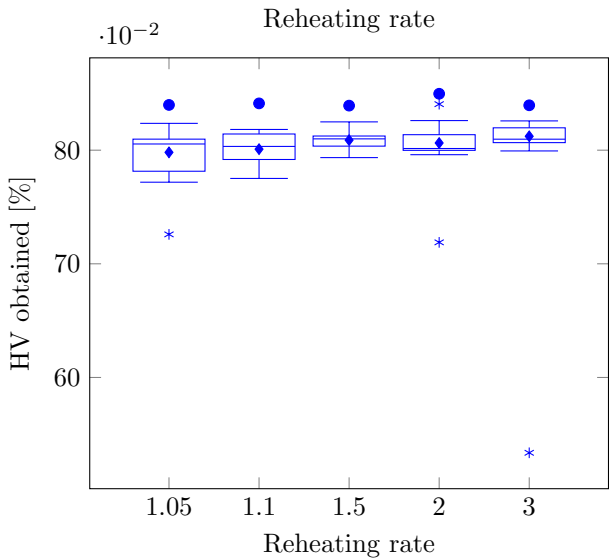 Reheating rate
·10⁻²
HV obtained [%]
80
70
60
1.05 1.1 1.5 2 3
Reheating rate